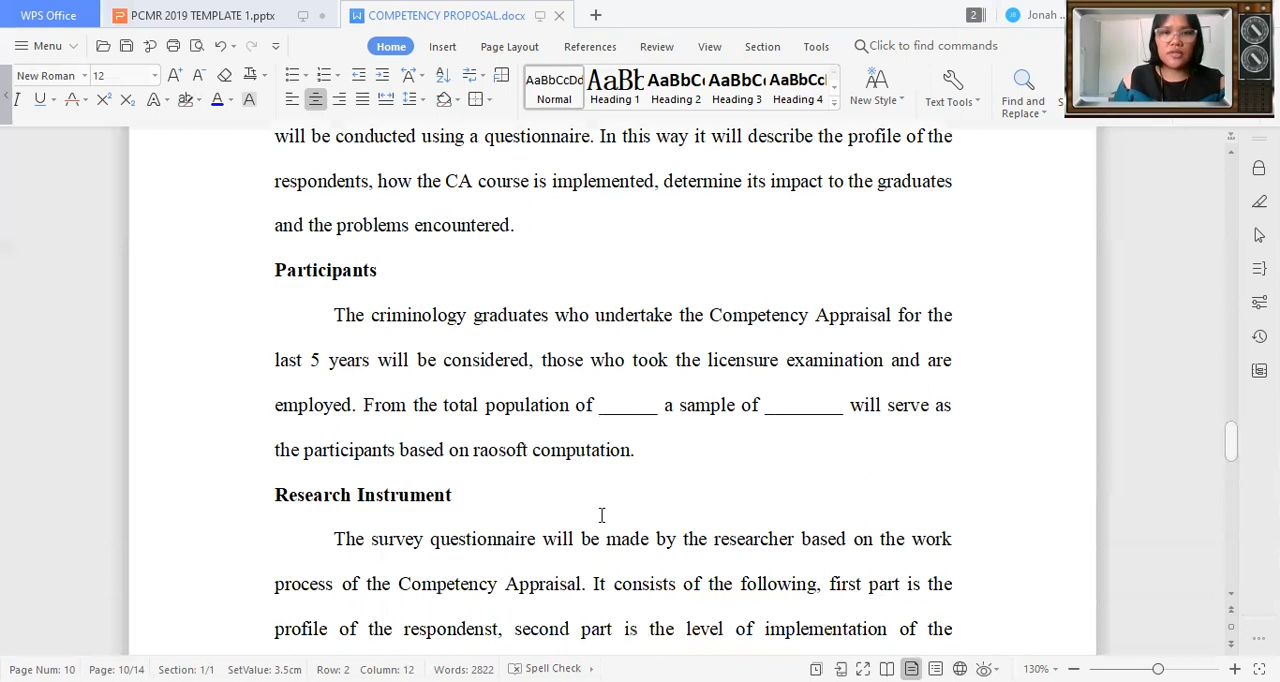 WPS Office
PCMR 2019 TEMPLATE 1.pptx
COMPETENCY PROPOSAL.docx
2
Jonah
Menu
Home
Insert
Page Layout
References
Review
View
Section
Tools
Click to find commands
New Roman
12
AaBbCcDd
Normal
AaBb
Heading 1
AaBbC
Heading 2
AaBbC
Heading 3
AaBbC
Heading 4
New Style
Text Tools
Find and Replace
will be conducted using a questionnaire. In this way it will describe the profile of the
respondents, how the CA course is implemented, determine its impact to the graduates
and the problems encountered.
Participants
The criminology graduates who undertake the Competency Appraisal for the
last 5 years will be considered, those who took the licensure examination and are
employed. From the total population of ______ a sample of ________ will serve as
the participants based on raosoft computation.
Research Instrument
The survey questionnaire will be made by the researcher based on the work
process of the Competency Appraisal. It consists of the following, first part is the
profile of the respondenst, second part is the level of implementation of the
Page Num: 10 Page: 10/14 Section: 1/1 SetValue: 3.5cm Row: 2 Column: 12 Words: 2822 Spell Check 130%